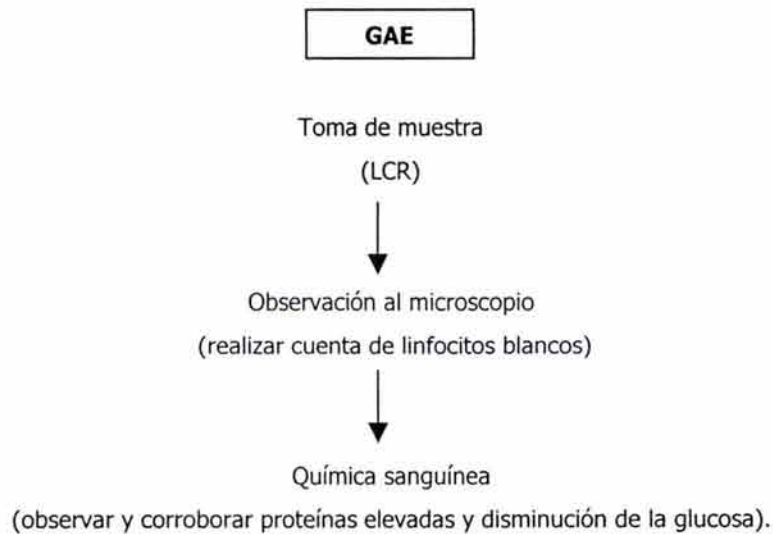 GAE
Toma de muestra
(LCR)
Observación al microscopio
(realizar cuenta de linfocitos blancos)
Química sanguínea
(observar y corroborar proteínas elevadas y disminución de la glucosa).